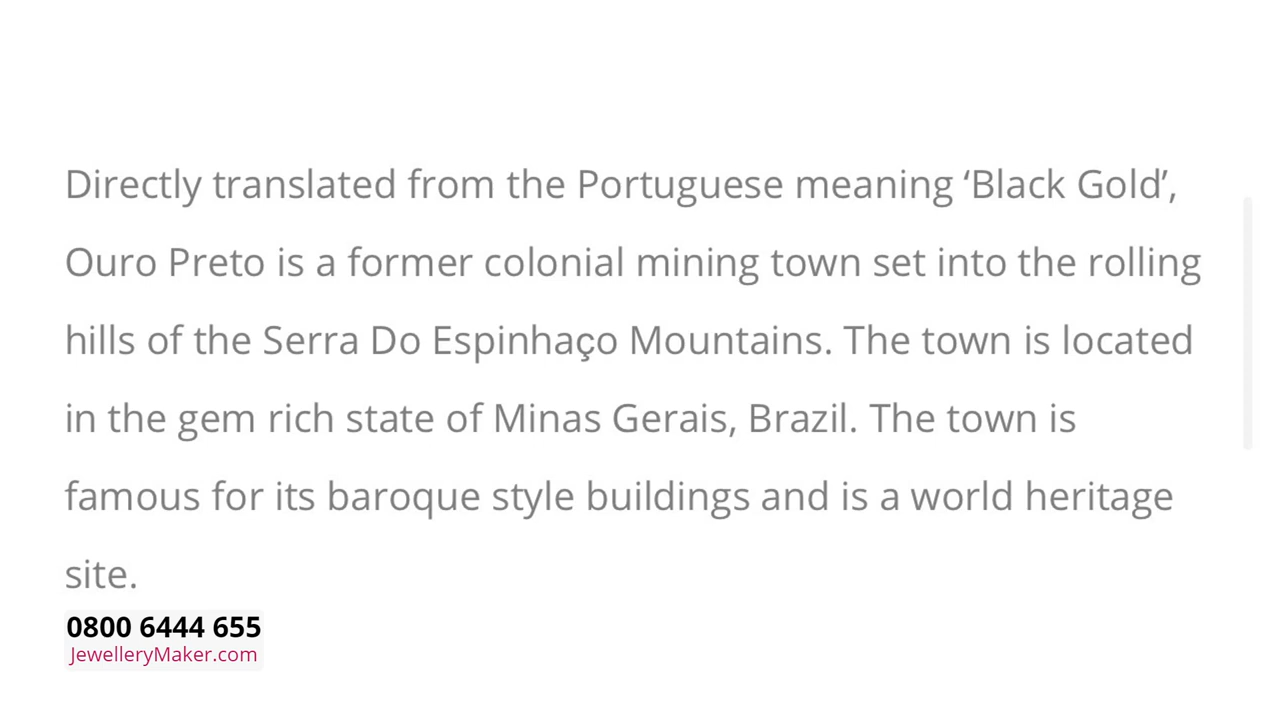 Directly translated from the Portuguese meaning ‘Black Gold’,
Ouro Preto is a former colonial mining town set into the rolling
hills of the Serra Do Espinhaço Mountains. The town is located
in the gem rich state of Minas Gerais, Brazil. The town is
famous for its baroque style buildings and is a world heritage
site.
0800 6444 655
JewelleryMaker.com